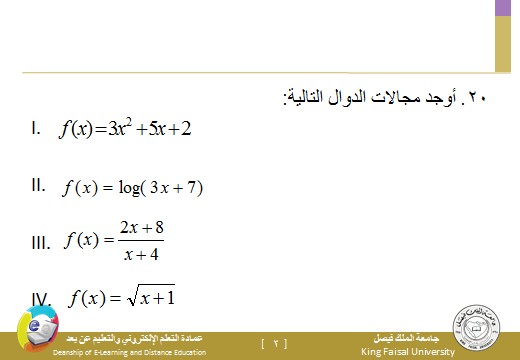 ٢٠. أوجد مجالات الدوال التالية:
I. f(x)=3x²+5x+2
II. f(x) = log( 3x + 7)
III. f(x) = (2x + 8)/(x + 4)
IV. f(x) = √(x+1)
جامعة الملك فيصل
King Faisal University
[ ٢ ]
عمادة التعلم الإلكتروني والتعليم عن بعد
Deanship of E-Learning and Distance Education